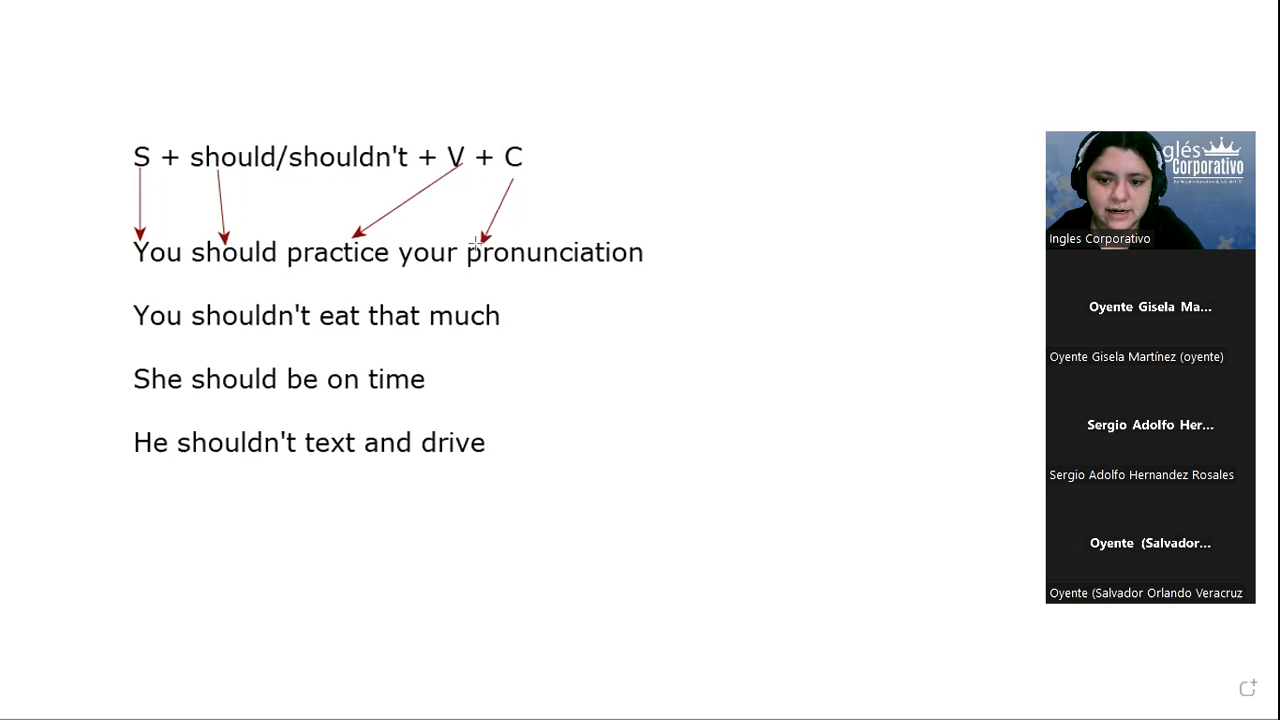 S + should/shouldn't + V + C
You should practice your pronunciation
You shouldn't eat that much
She should be on time
He shouldn't text and drive
glés
Corporativo
Ingles Corporativo
Oyente Gisela Ma...
Oyente Gisela Martínez (oyente)
Sergio Adolfo Her...
Sergio Adolfo Hernandez Rosales
Oyente (Salvador...
Oyente (Salvador Orlando Veracruz